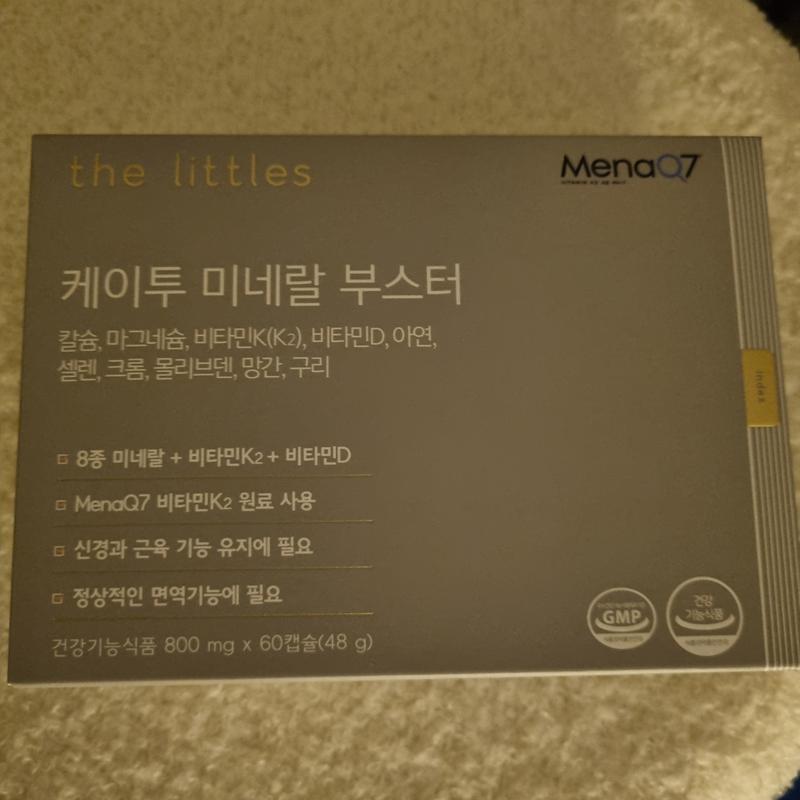 the littles
MenaQ7
케이투 미네랄 부스터
칼슘, 마그네슘, 비타민K(K2), 비타민D, 아연,
셀렌, 크롬, 몰리브덴, 망간, 구리
index
8종 미네랄 + 비타민K2 + 비타민D
MenaQ7 비타민K2 원료 사용
신경과 근육 기능 유지에 필요
정상적인 면역기능에 필요
건강기능식품 800 mg x 60캡슐(48 g)
GMP
건강
기능식품